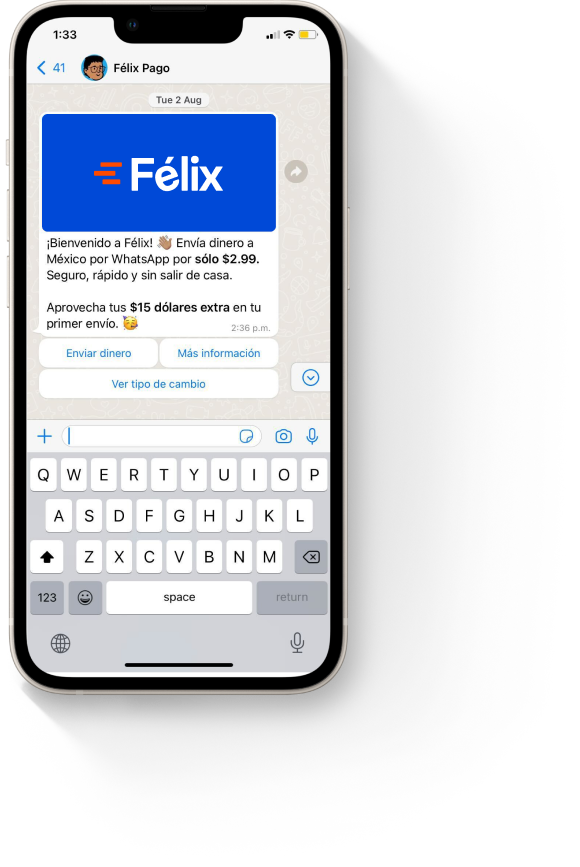 1:33
41
Félix Pago
Tue 2 Aug
Félix
¡Bienvenido a Félix! 👋🏽 Envía dinero a
México por WhatsApp por sólo $2.99.
Seguro, rápido y sin salir de casa.
Aprovecha tus $15 dólares extra en tu
primer envío. 🥳
2:36 p.m.
Enviar dinero
Más información
Ver tipo de cambio
Q W E R T Y U I O P
A S D F G H J K L
Z X C V B N M
123
space
return